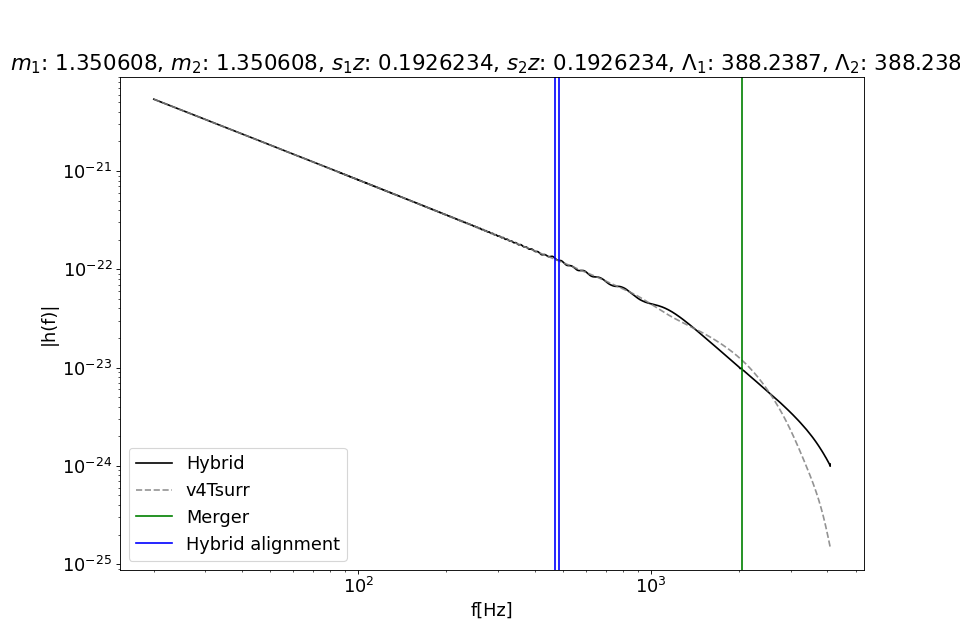 m₁: 1.350608, m₂: 1.350608, s₁z: 0.1926234, s₂z: 0.1926234, Λ₁: 388.2387, Λ₂: 388.238
10⁻²¹
10⁻²²
10⁻²³
10⁻²⁴
10⁻²⁵
|h(f)|
Hybrid
v4Tsurr
Merger
Hybrid alignment
10²
10³
f[Hz]